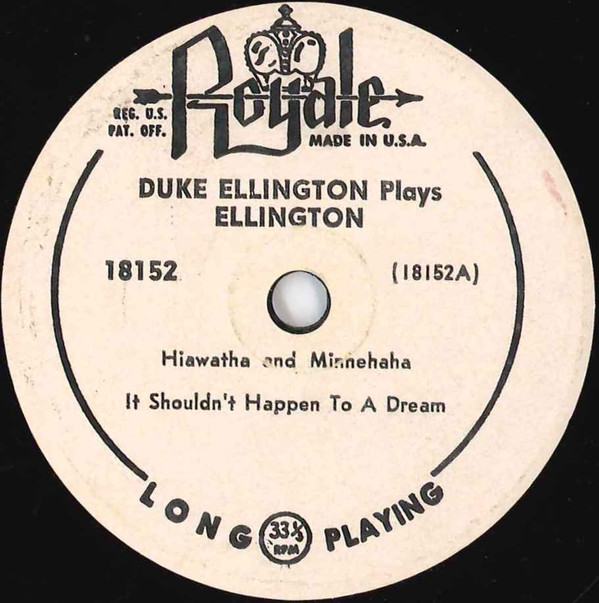 Royale
REG. U.S.
PAT. OFF.
MADE IN U.S.A.
DUKE ELLINGTON Plays
ELLINGTON
18152
(18152A)
Hiawatha and Minnehaha
It Shouldn't Happen To A Dream
LONG 33⅓ RPM PLAYING